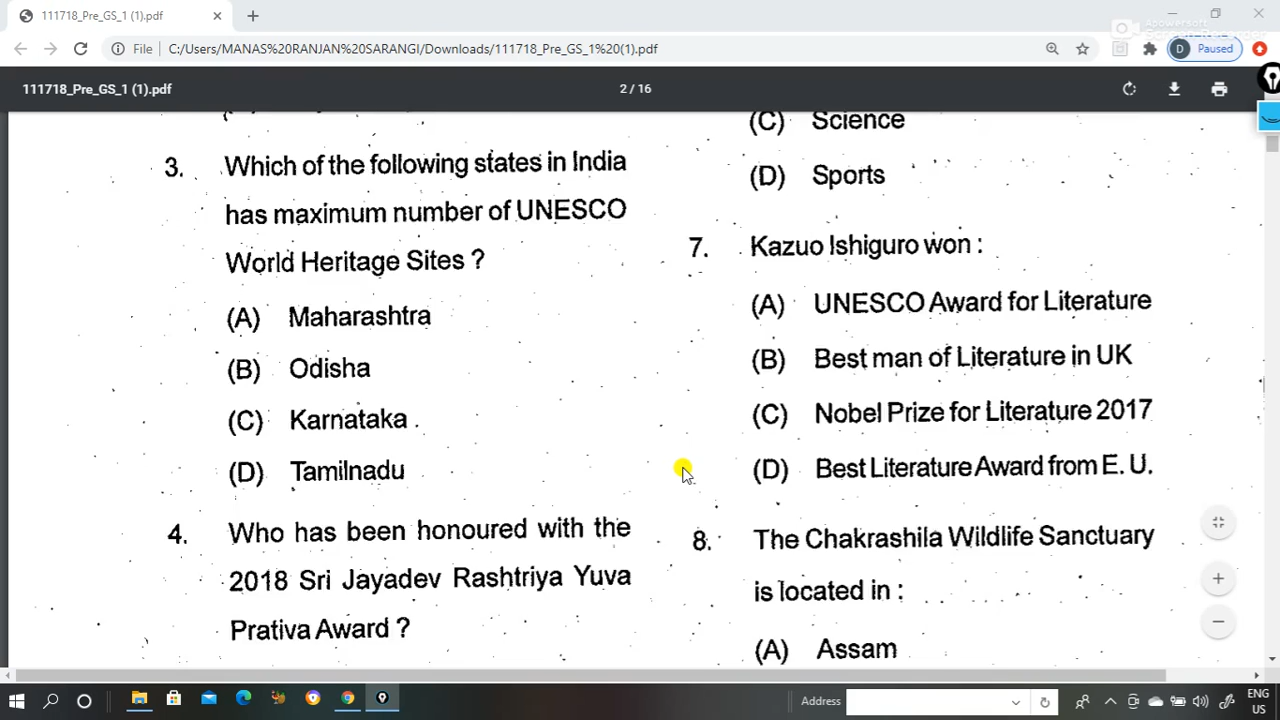 111718_Pre_GS_1 (1).pdf
File C:/Users/MANAS%20RANJAN%20SARANGI/Downloads/111718_Pre_GS_1%20(1).pdf
D Paused
111718_Pre_GS_1 (1).pdf
2 / 16
3. Which of the following states in India
has maximum number of UNESCO
World Heritage Sites ?
(A) Maharashtra
(B) Odisha
(C) Karnataka
(D) Tamilnadu
4. Who has been honoured with the
2018 Sri Jayadev Rashtriya Yuva
Prativa Award ?
(C) Science
(D) Sports
7. Kazuo Ishiguro won :
(A) UNESCO Award for Literature
(B) Best man of Literature in UK
(C) Nobel Prize for Literature 2017
(D) Best Literature Award from E. U.
8. The Chakrashila Wildlife Sanctuary
is located in :
(A) Assam
Address
ENG
US